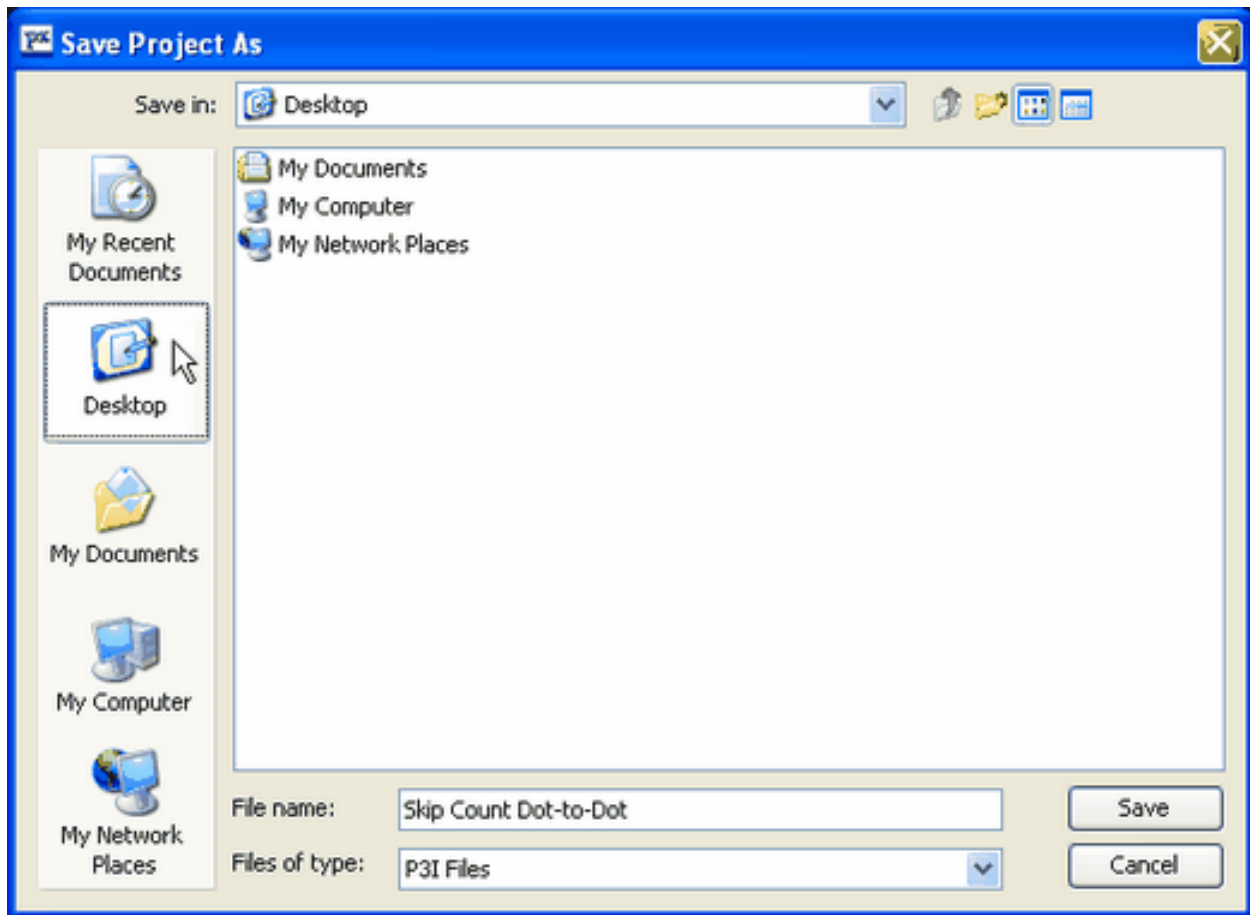 Save Project As
Save in: Desktop
My Documents
My Computer
My Network Places
My Recent
Documents
Desktop
My Documents
My Computer
My Network
Places
File name: Skip Count Dot-to-Dot
Save
Files of type: P3I Files
Cancel